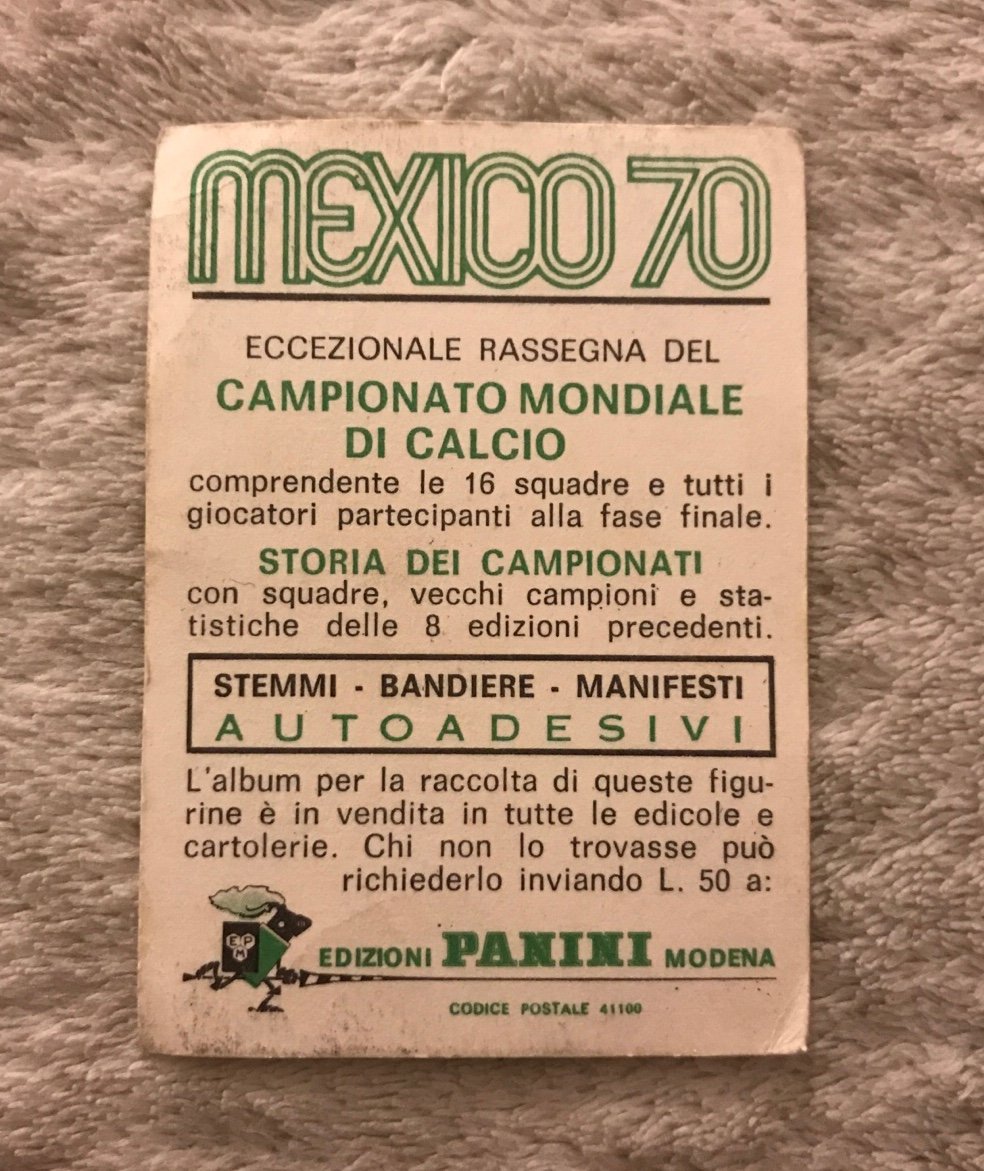 MEXICO 70
ECCEZIONALE RASSEGNA DEL
CAMPIONATO MONDIALE
DI CALCIO
comprendente le 16 squadre e tutti i
giocatori partecipanti alla fase finale.
STORIA DEI CAMPIONATI
con squadre, vecchi campioni e sta-
tistiche delle 8 edizioni precedenti.
STEMMI - BANDIERE - MANIFESTI
AUTOADESIVI
L'album per la raccolta di queste figu-
rine è in vendita in tutte le edicole e
cartolerie. Chi non lo trovasse può
richiederlo inviando L. 50 a:
EPM
EDIZIONI PANINI MODENA
CODICE POSTALE 41100